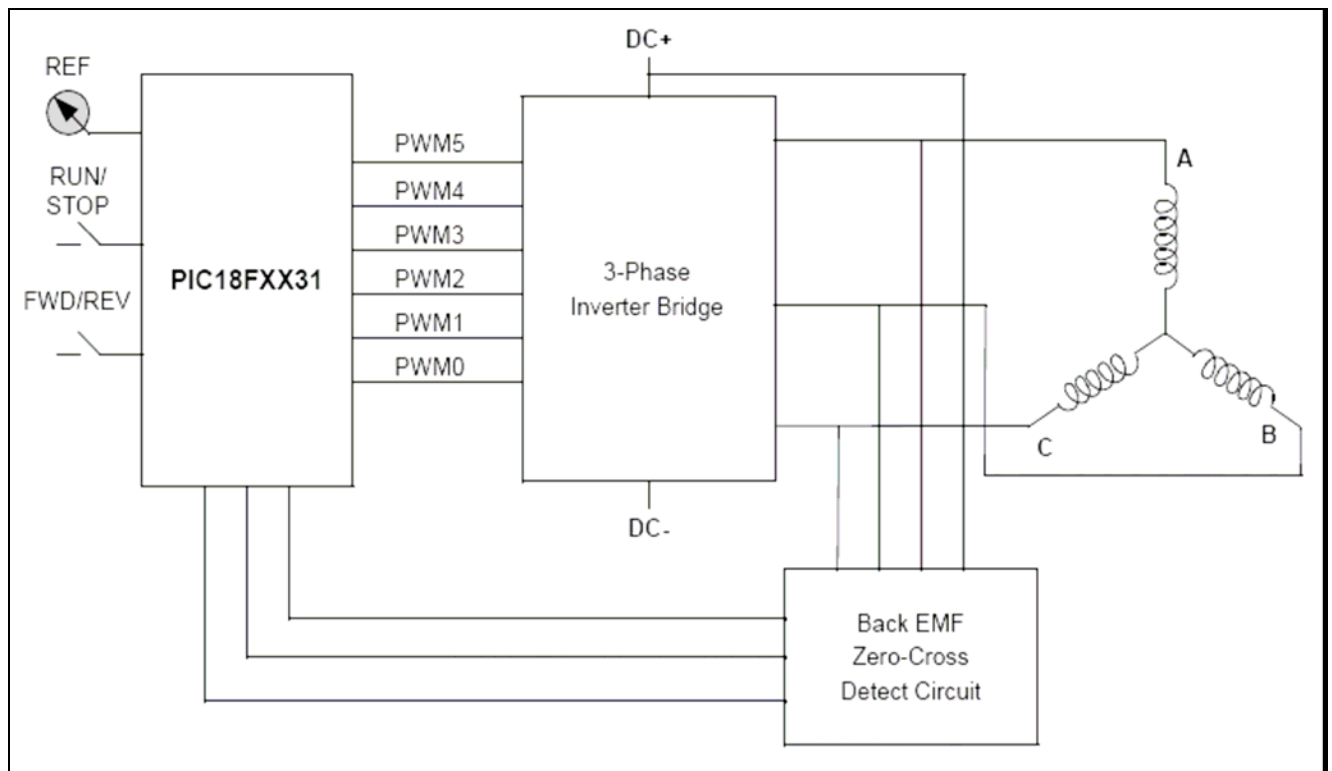 DC+
REF
RUN/
STOP
FWD/REV
PIC18FXX31
PWM5
PWM4
PWM3
PWM2
PWM1
PWM0
3-Phase
Inverter Bridge
A
B
C
DC-
Back EMF
Zero-Cross
Detect Circuit